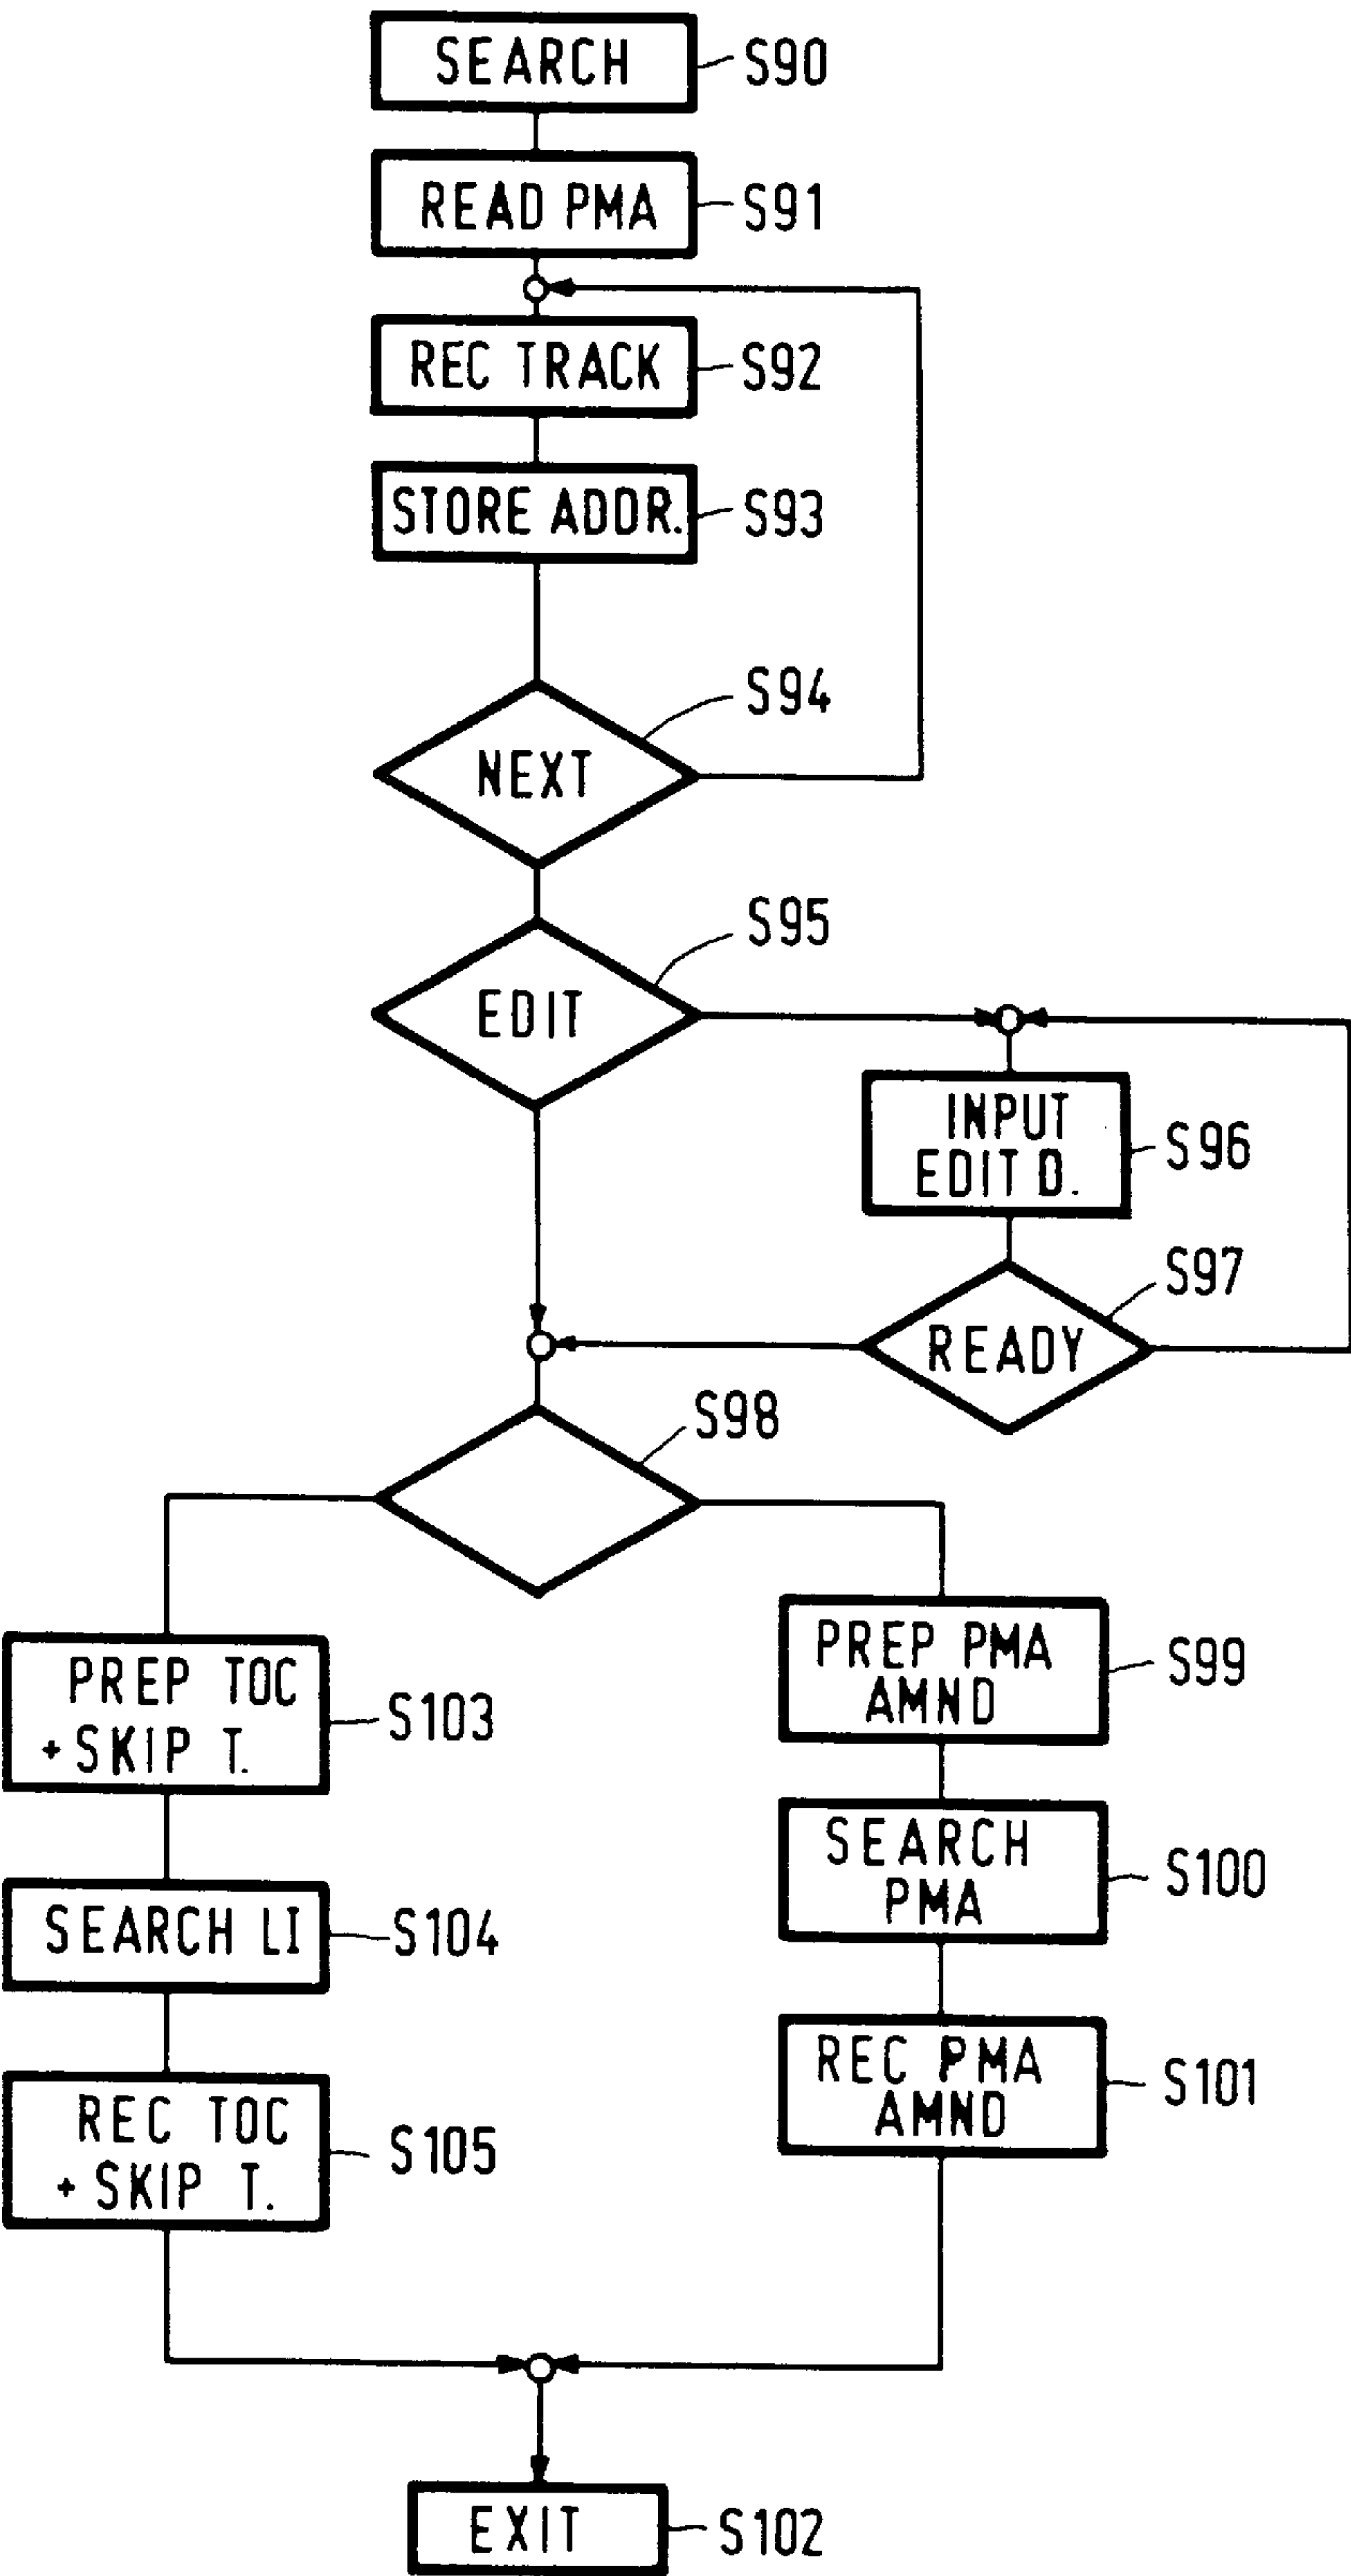 SEARCH
S90
READ PMA
S91
REC TRACK
S92
STORE ADDR.
S93
S94
NEXT
S95
EDIT
INPUT
EDIT D.
S96
S97
READY
S98
PREP PMA
AMND
S99
PREP TOC
+ SKIP T.
S103
SEARCH
PMA
S100
SEARCH LI
S104
REC PMA
AMND
S101
REC TOC
+ SKIP T.
S105
EXIT
S102